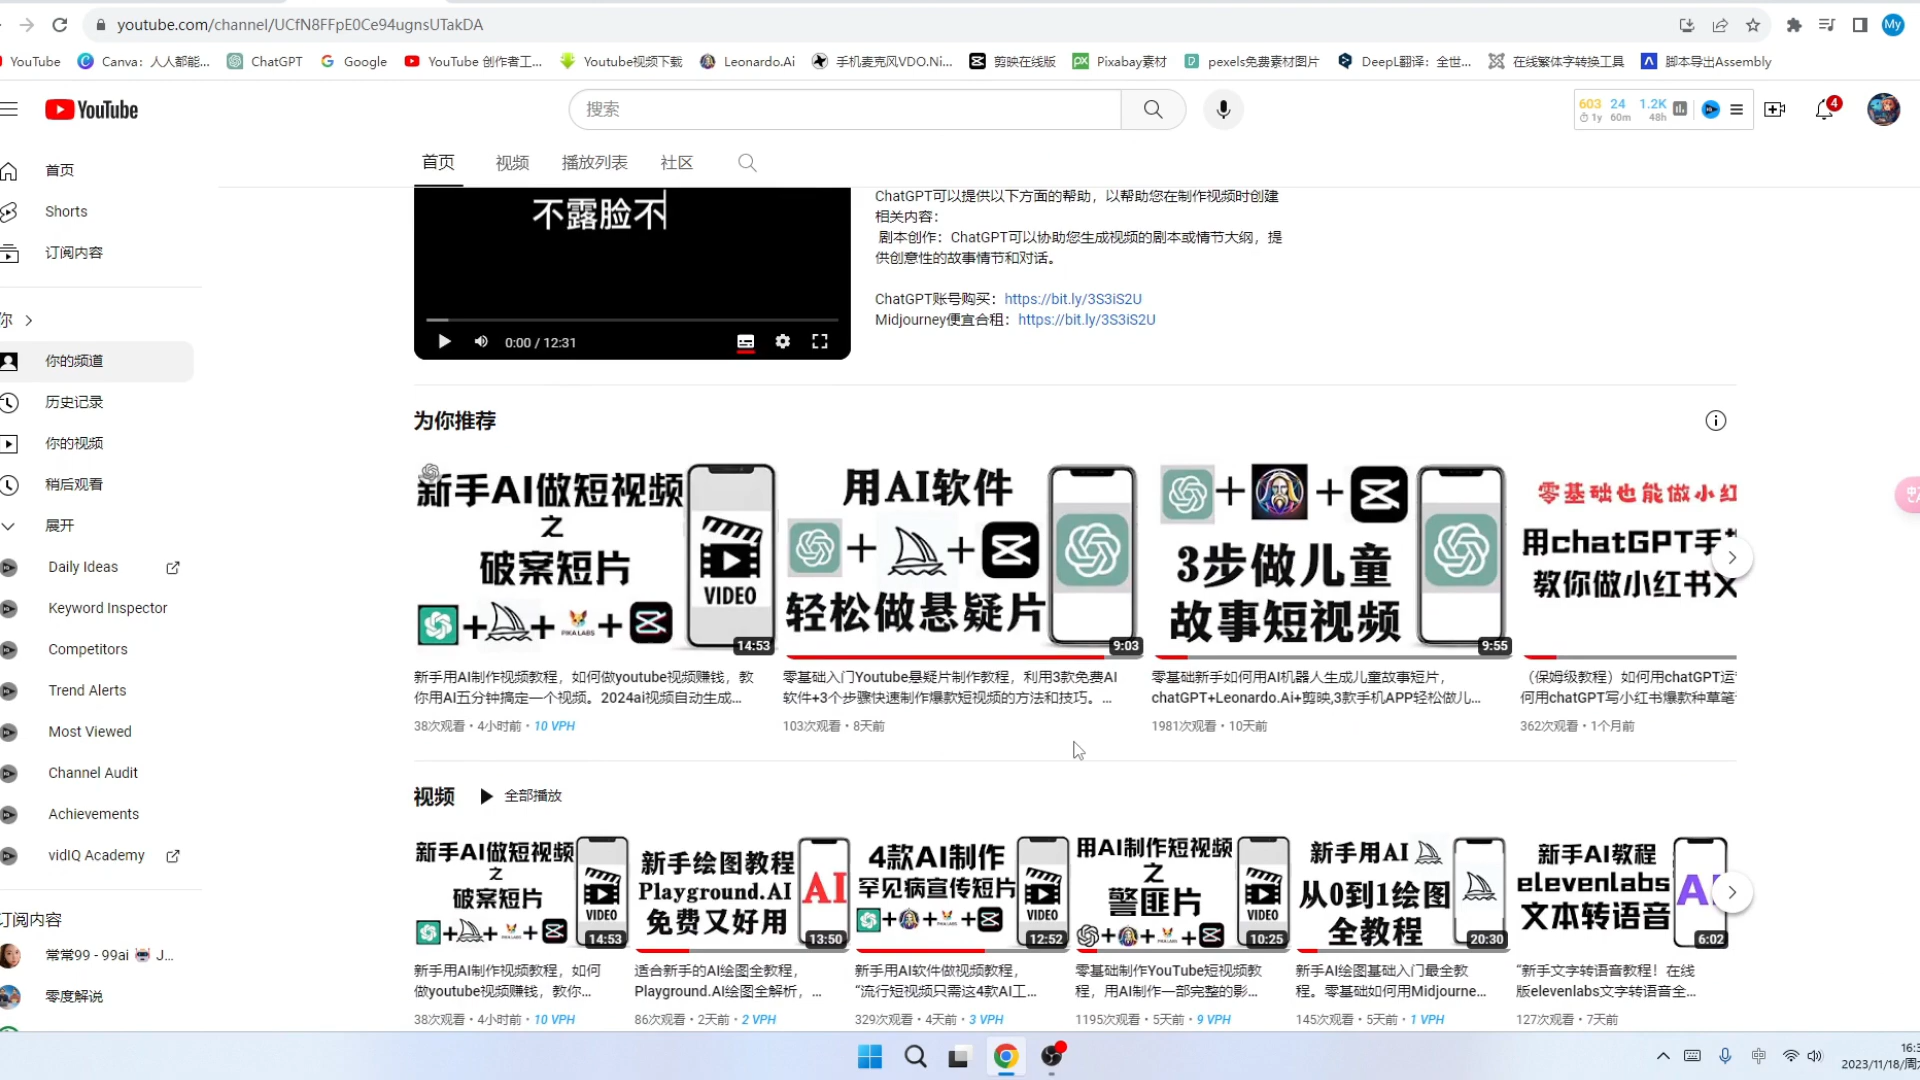 youtube.com/channel/UCfN8FFpE0Ce94ugnsUTakDA
My
YouTube
Canva：人人都能...
ChatGPT
Google
YouTube 创作者工...
Youtube视频下载
Leonardo.Ai
手机麦克风VDO.Ni...
剪映在线版
Pixabay素材
pexels免费素材图片
DeepL翻译：全世...
在线繁体字转换工具
脚本导出Assembly
YouTube
搜索
603 24 1.2K
1y 60m 48h
4
首页
Shorts
订阅内容
你
你的频道
历史记录
你的视频
稍后观看
展开
Daily Ideas
Keyword Inspector
Competitors
Trend Alerts
Most Viewed
Channel Audit
Achievements
vidIQ Academy
订阅内容
常常99 - 99ai J...
零度解说
首页 视频 播放列表 社区
不露脸不
0:00 / 12:31
ChatGPT可以提供以下方面的帮助，以帮助您在制作视频时创建
相关内容：
剧本创作：ChatGPT可以协助您生成视频的剧本或情节大纲，提
供创意性的故事情节和对话。
ChatGPT账号购买：https://bit.ly/3S3iS2U
Midjourney便宜合租：https://bit.ly/3S3iS2U
为你推荐
新手AI做短视频
之
破案短片
PIKA LABS
VIDEO
14:53
新手用AI制作视频教程，如何做youtube视频赚钱，教
你用AI五分钟搞定一个视频。2024ai视频自动生成...
38次观看・4小时前・10 VPH
用AI软件
轻松做悬疑片
9:03
零基础入门Youtube悬疑片制作教程，利用3款免费AI
软件+3个步骤快速制作爆款短视频的方法和技巧。...
103次观看・8天前
3步做儿童
故事短视频
9:55
零基础新手如何用AI机器人生成儿童故事短片，
chatGPT+Leonardo.Ai+剪映,3款手机APP轻松做儿...
1981次观看・10天前
零基础也能做小红
用chatGPT手
教你做小红书文
（保姆级教程）如何用chatGPT运
何用chatGPT写小红书爆款种草笔
362次观看・1个月前
视频 全部播放
新手AI做短视频
之
破案短片
VIDEO
14:53
新手用AI制作视频教程，如何
做youtube视频赚钱，教你...
38次观看・4小时前・10 VPH
新手绘图教程
Playground.AI
免费又好用
AI
13:50
适合新手的AI绘图全教程，
Playground.AI绘图全解析，...
86次观看・2天前・2 VPH
4款AI制作
罕见病宣传短片
VIDEO
12:52
新手用AI软件做视频教程，
“流行短视频只需这4款AI工...
329次观看・4天前・3 VPH
用AI制作短视频
之
警匪片
VIDEO
10:25
零基础制作YouTube短视频教
程，用AI制作一部完整的影...
1195次观看・5天前・9 VPH
新手用AI
从0到1绘图
全教程
20:30
新手AI绘图基础入门最全教
程。零基础如何用Midjourne...
145次观看・5天前・1 VPH
新手AI教程
elevenlabs
文本转语音
6:02
“新手文字转语音教程！在线
版elevenlabs文字转语音全...
127次观看・7天前
中
16:3
2023/11/18/周